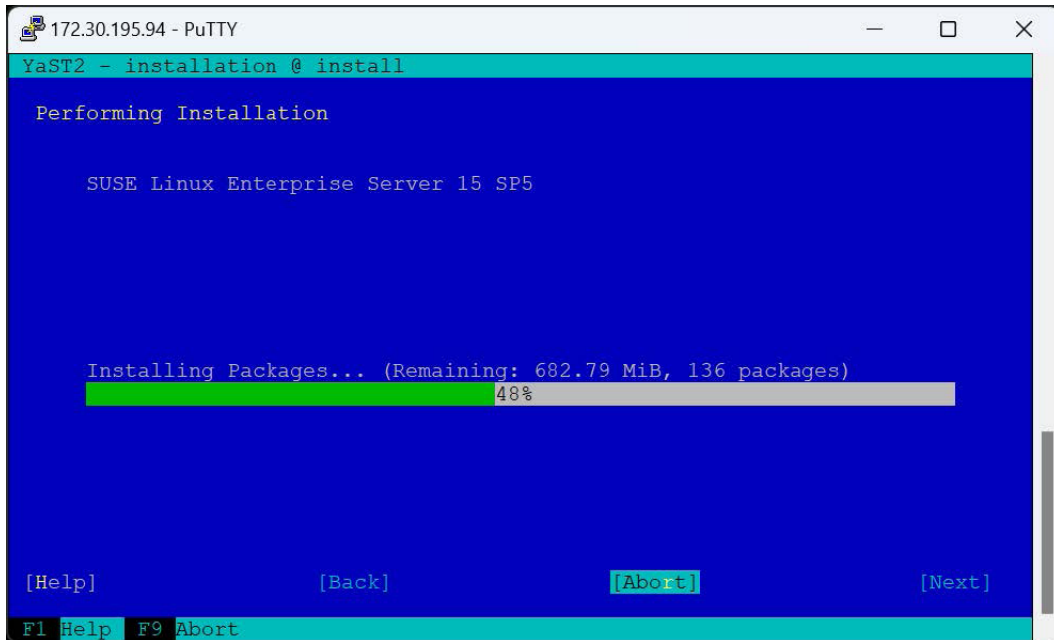 172.30.195.94 - PuTTY
YaST2 - installation @ install
Performing Installation
SUSE Linux Enterprise Server 15 SP5
Installing Packages... (Remaining: 682.79 MiB, 136 packages)
48%
[Help] [Back] [Abort] [Next]
F1 Help F9 Abort